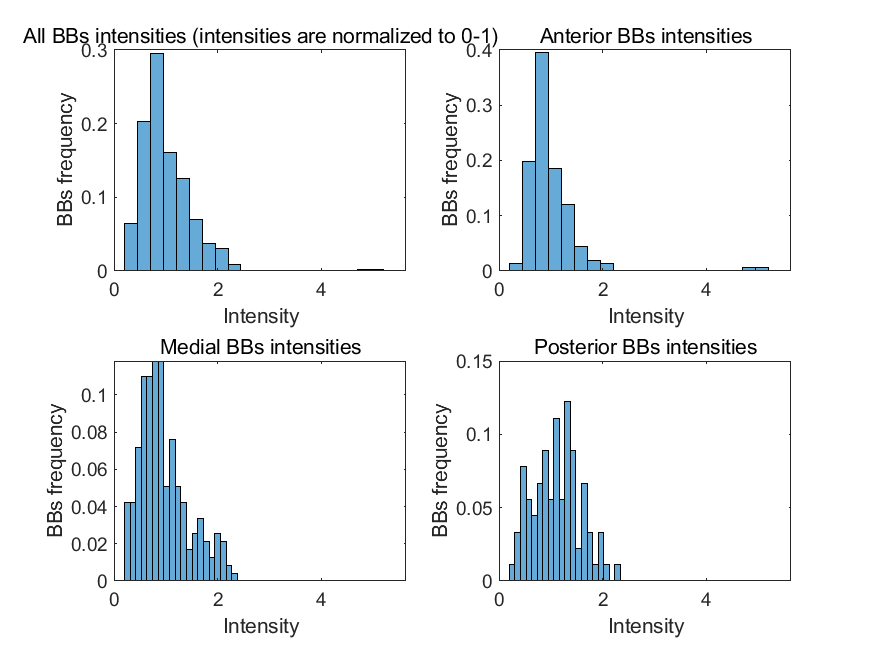 All BBs intensities (intensities are normalized to 0-1)
0.3
0.2
0.1
0
BBs frequency
0 2 4
Intensity
Anterior BBs intensities
0.4
0.3
0.2
0.1
0
BBs frequency
0 2 4
Intensity
Medial BBs intensities
0.1
0.08
0.06
0.04
0.02
0
BBs frequency
0 2 4
Intensity
Posterior BBs intensities
0.15
0.1
0.05
0
BBs frequency
0 2 4
Intensity